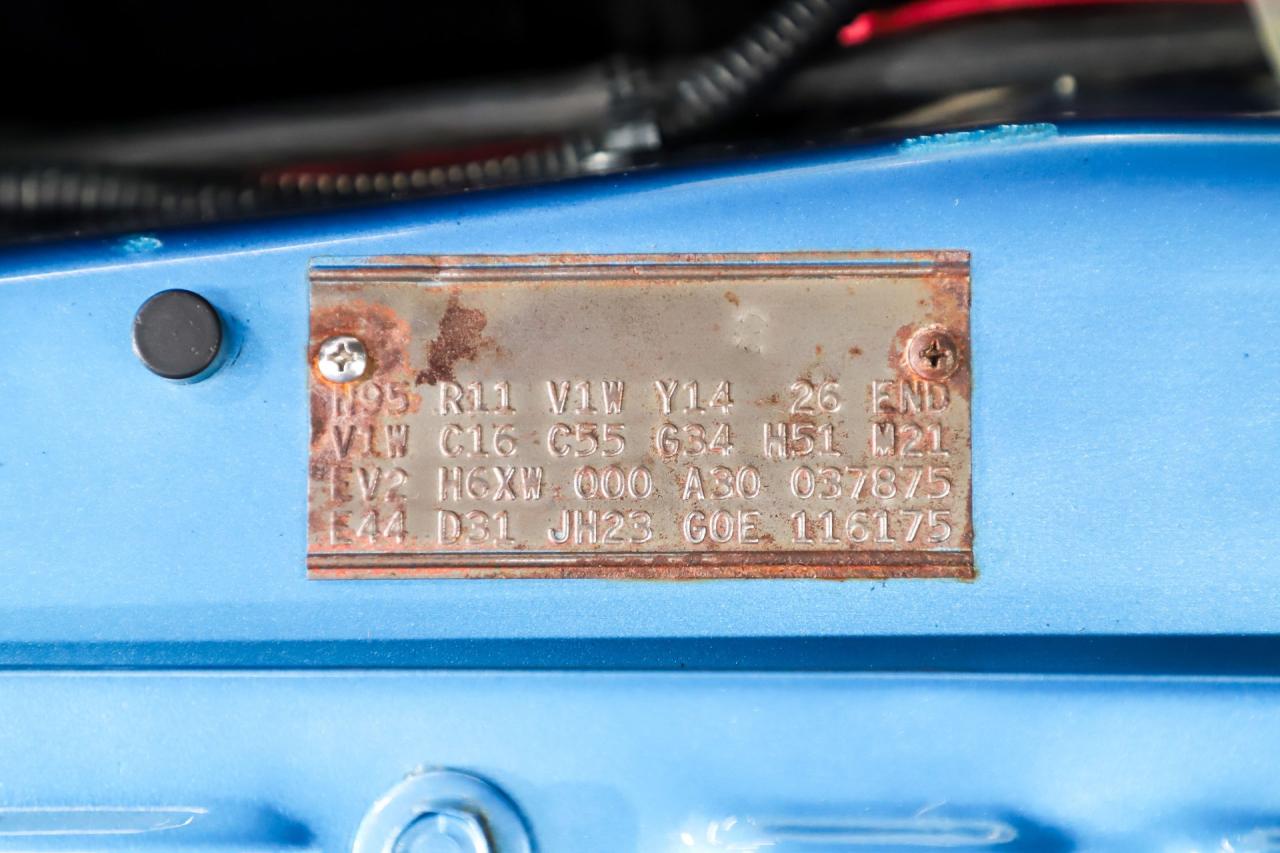 N95 R11 V1W Y14 26 END
V1W C16 C55 G34 H51 M21
EV2 H6XW 000 A30 037875
E44 D31 JH23 G0E 116175